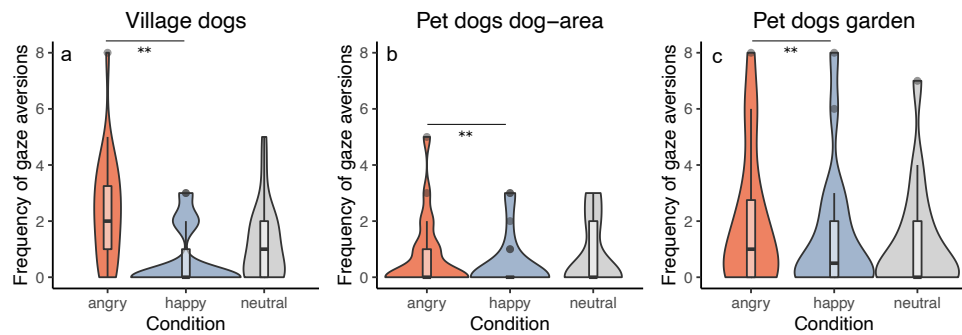 Village dogs
a
**
Frequency of gaze aversions
8
6
4
2
0
angry happy neutral
Condition
Pet dogs dog-area
b
**
Frequency of gaze aversions
8
6
4
2
0
angry happy neutral
Condition
Pet dogs garden
c
**
Frequency of gaze aversions
8
6
4
2
0
angry happy neutral
Condition